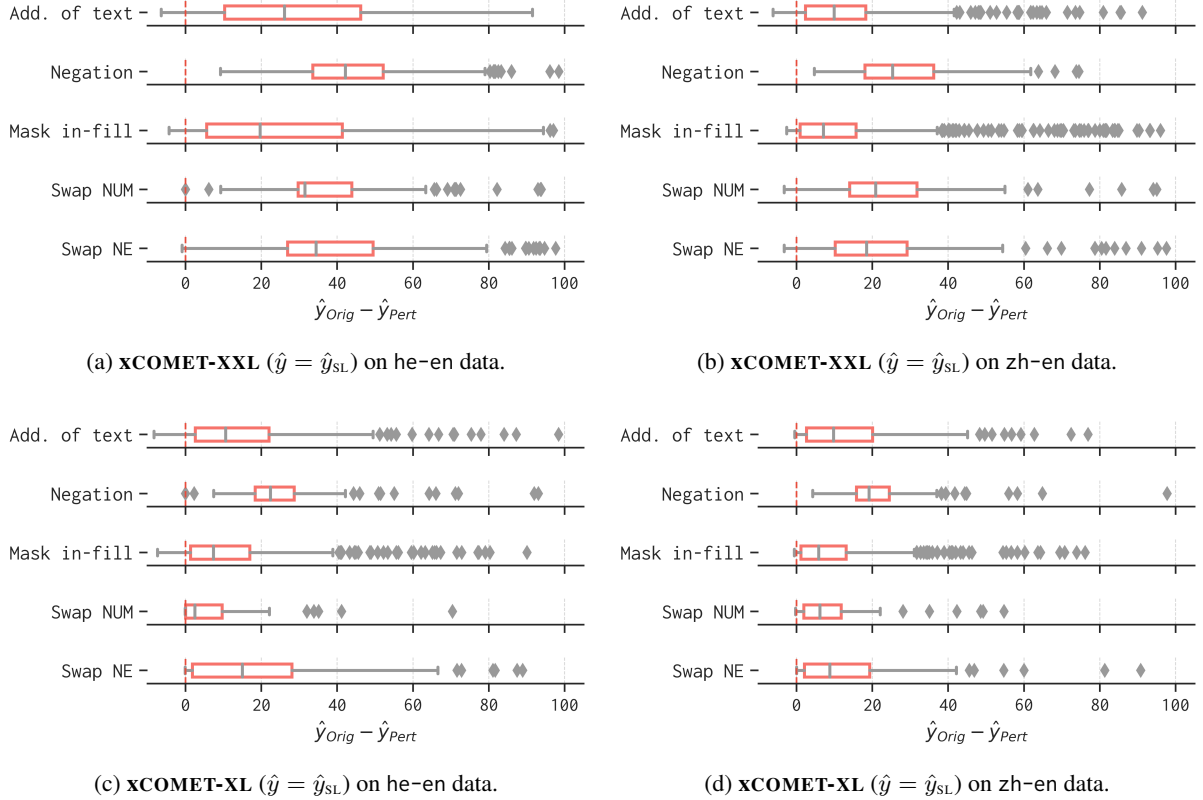 Add. of text
Negation
Mask in-fill
Swap NUM
Swap NE
0 20 40 60 80 100
ŷOrig − ŷPert
(a) xCOMET-XXL (ŷ = ŷSL) on he-en data.
Add. of text
Negation
Mask in-fill
Swap NUM
Swap NE
0 20 40 60 80 100
ŷOrig − ŷPert
(b) xCOMET-XXL (ŷ = ŷSL) on zh-en data.
Add. of text
Negation
Mask in-fill
Swap NUM
Swap NE
0 20 40 60 80 100
ŷOrig − ŷPert
(c) xCOMET-XL (ŷ = ŷSL) on he-en data.
Add. of text
Negation
Mask in-fill
Swap NUM
Swap NE
0 20 40 60 80 100
ŷOrig − ŷPert
(d) xCOMET-XL (ŷ = ŷSL) on zh-en data.